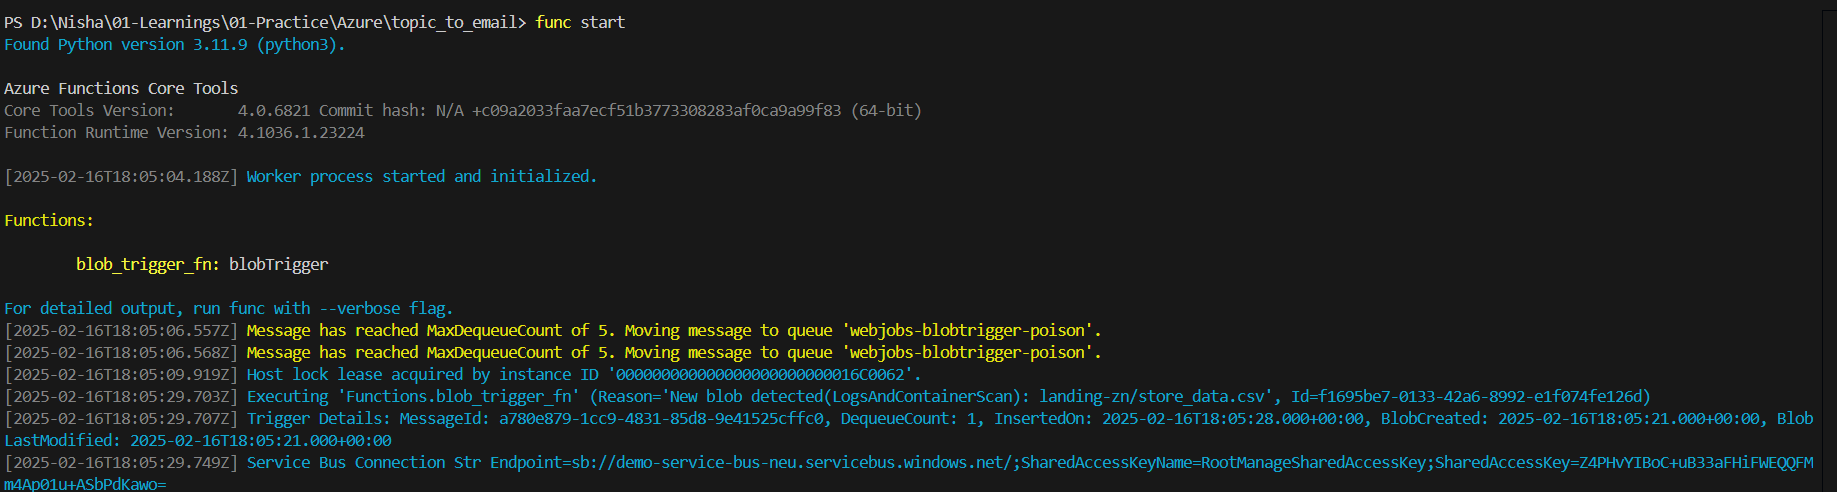 PS D:\Nisha\01-Learnings\01-Practice\Azure\topic_to_email> func start
Found Python version 3.11.9 (python3).
Azure Functions Core Tools
Core Tools Version:       4.0.6821 Commit hash: N/A +c09a2033faa7ecf51b3773308283af0ca9a99f83 (64-bit)
Function Runtime Version: 4.1036.1.23224
[2025-02-16T18:05:04.188Z] Worker process started and initialized.
Functions:
        blob_trigger_fn: blobTrigger
For detailed output, run func with --verbose flag.
[2025-02-16T18:05:06.557Z] Message has reached MaxDequeueCount of 5. Moving message to queue 'webjobs-blobtrigger-poison'.
[2025-02-16T18:05:06.568Z] Message has reached MaxDequeueCount of 5. Moving message to queue 'webjobs-blobtrigger-poison'.
[2025-02-16T18:05:09.919Z] Host lock lease acquired by instance ID '000000000000000000000000016C0062'.
[2025-02-16T18:05:29.703Z] Executing 'Functions.blob_trigger_fn' (Reason='New blob detected(LogsAndContainerScan): landing-zn/store_data.csv', Id=f1695be7-0133-42a6-8992-e1f074fe126d)
[2025-02-16T18:05:29.707Z] Trigger Details: MessageId: a780e879-1cc9-4831-85d8-9e41525cffc0, DequeueCount: 1, InsertedOn: 2025-02-16T18:05:28.000+00:00, BlobCreated: 2025-02-16T18:05:21.000+00:00, Blob
LastModified: 2025-02-16T18:05:21.000+00:00
[2025-02-16T18:05:29.749Z] Service Bus Connection Str Endpoint=sb://demo-service-bus-neu.servicebus.windows.net/;SharedAccessKeyName=RootManageSharedAccessKey;SharedAccessKey=Z4PHvYIBoC+uB33aFHiFWEQQFM
m4Ap01u+ASbPdKawo=